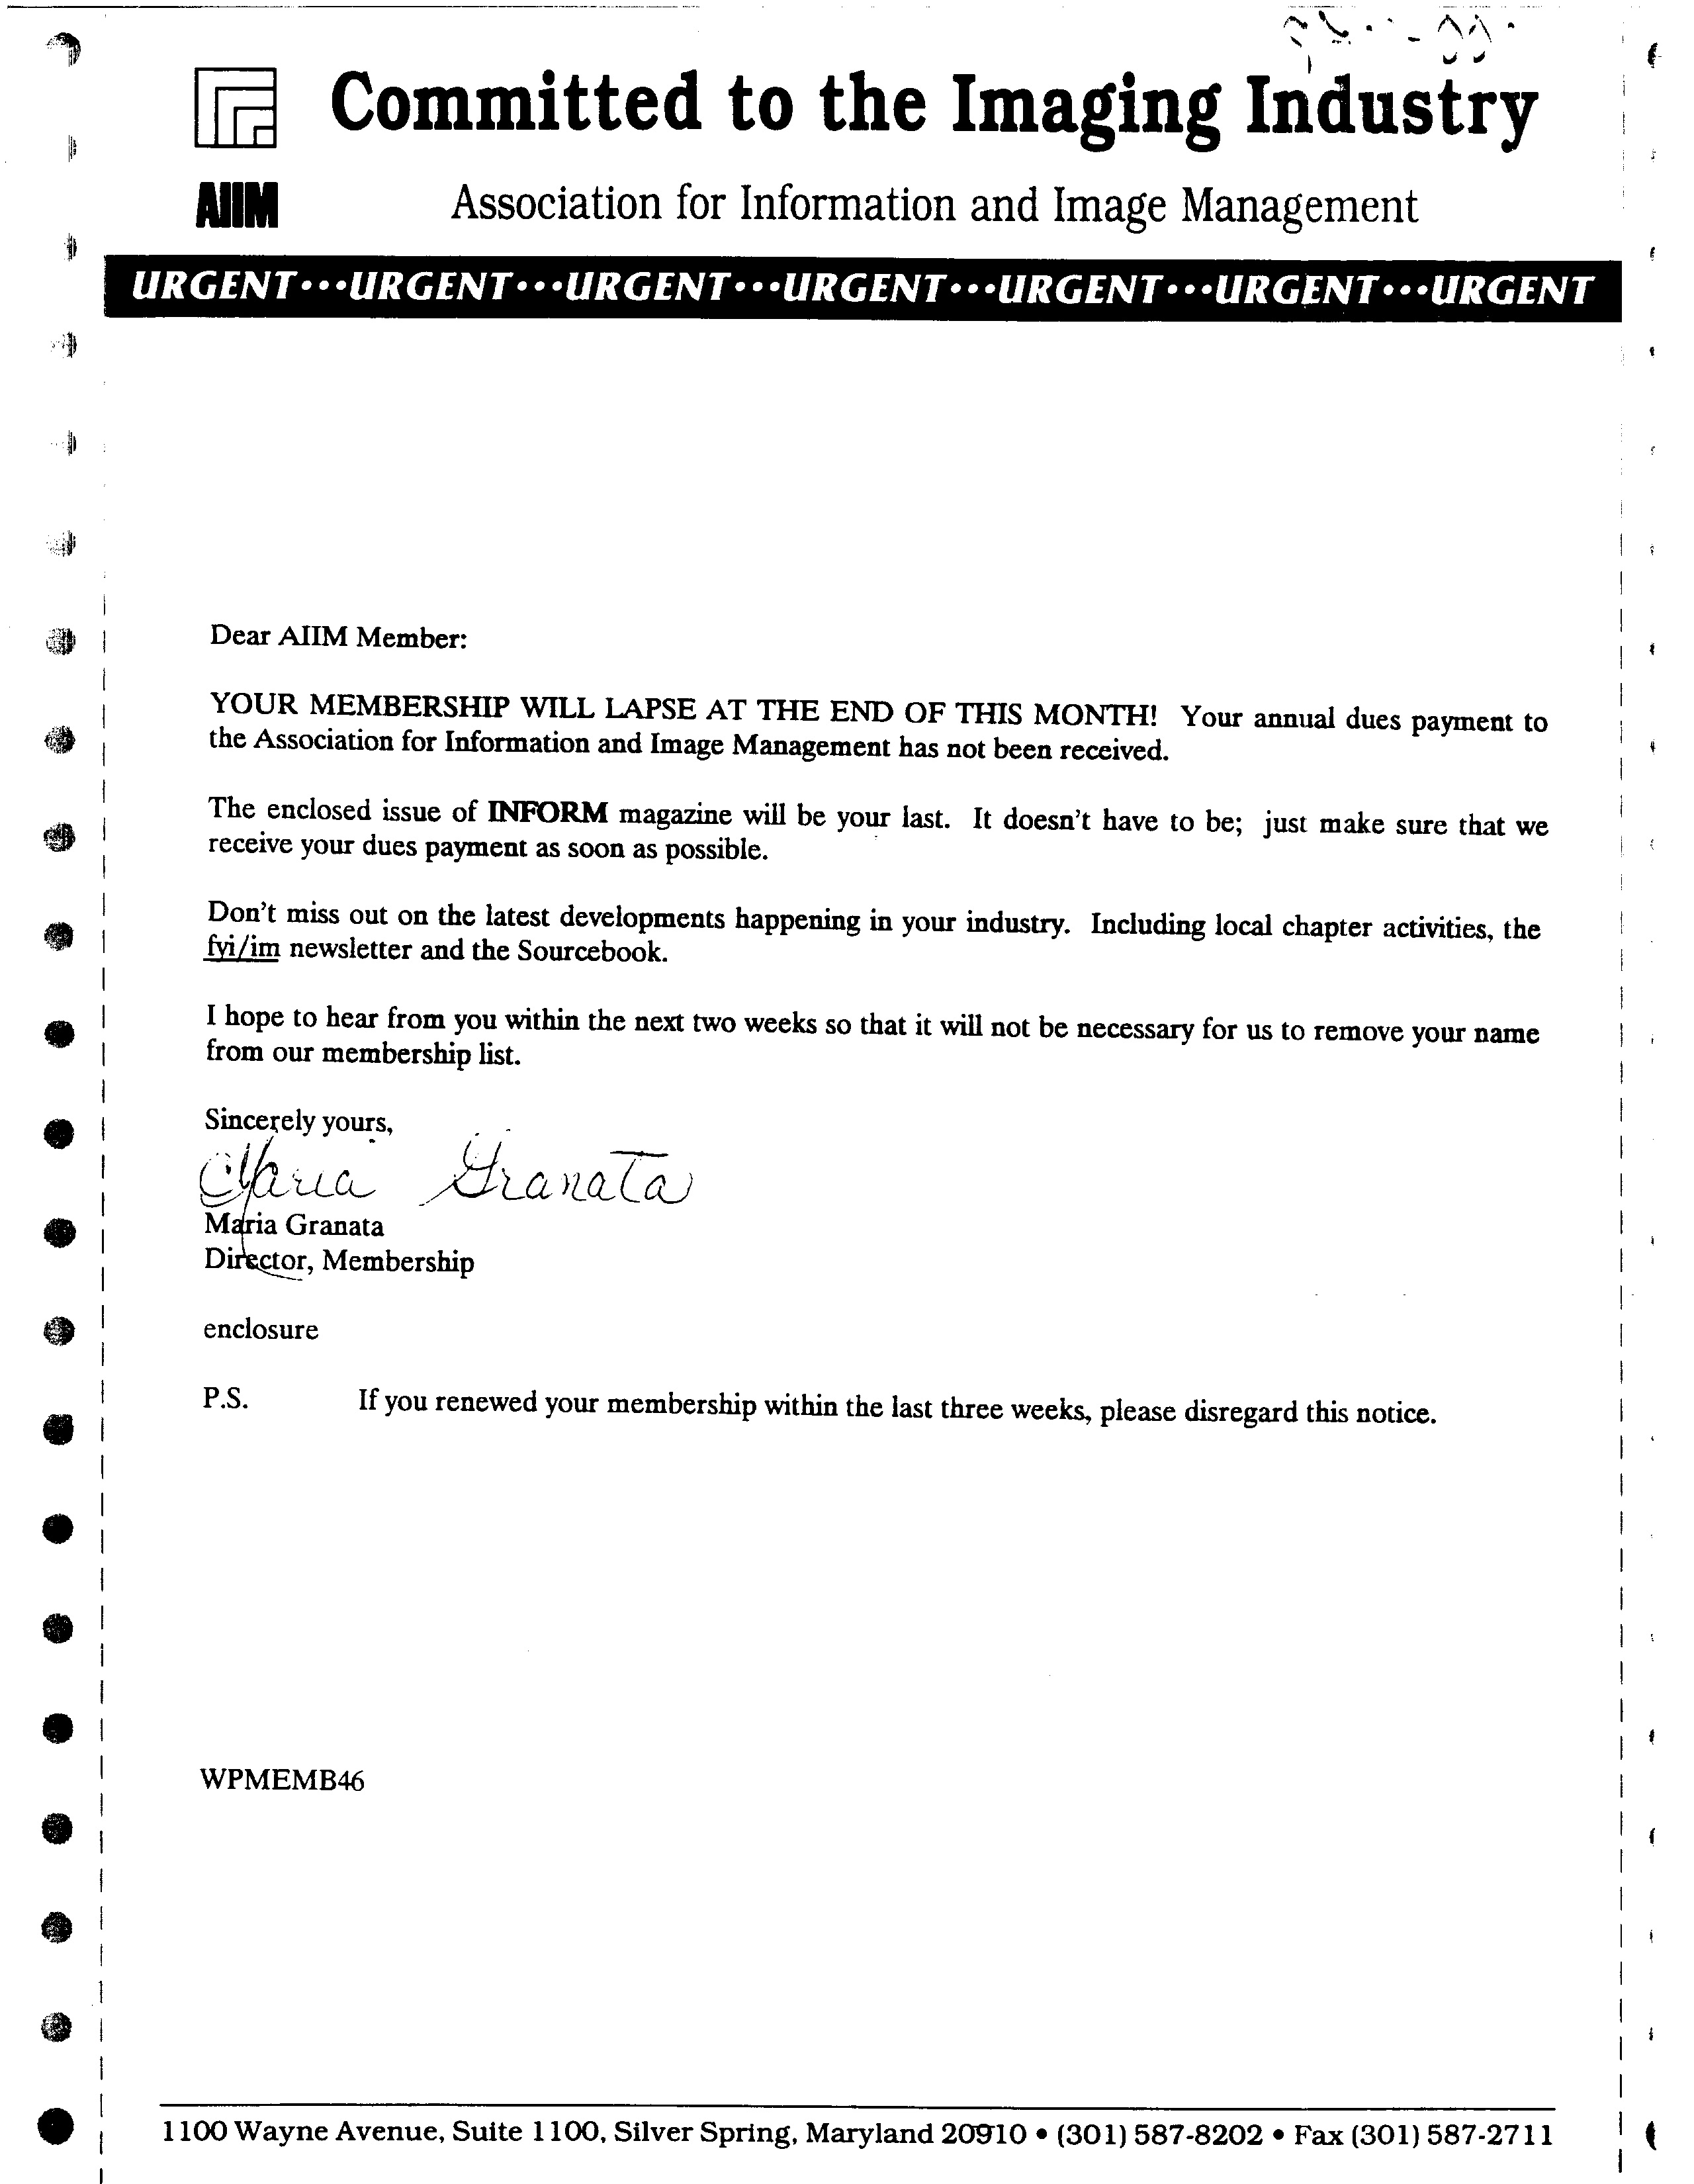 Committed to the Imaging Industry
AIIM
Association for Information and Image Management
URGENT•••URGENT•••URGENT•••URGENT•••URGENT•••URGENT•••URGENT
Dear AIIM Member:
YOUR MEMBERSHIP WILL LAPSE AT THE END OF THIS MONTH! Your annual dues payment to
the Association for Information and Image Management has not been received.
The enclosed issue of INFORM magazine will be your last. It doesn't have to be; just make sure that we
receive your dues payment as soon as possible.
Don't miss out on the latest developments happening in your industry. Including local chapter activities, the
fyi/im newsletter and the Sourcebook.
I hope to hear from you within the next two weeks so that it will not be necessary for us to remove your name
from our membership list.
Sincerely yours,
Maria Granata
Maria Granata
Director, Membership
enclosure
P.S. If you renewed your membership within the last three weeks, please disregard this notice.
WPMEMB46
1100 Wayne Avenue, Suite 1100, Silver Spring, Maryland 20910 • (301) 587-8202 • Fax (301) 587-2711